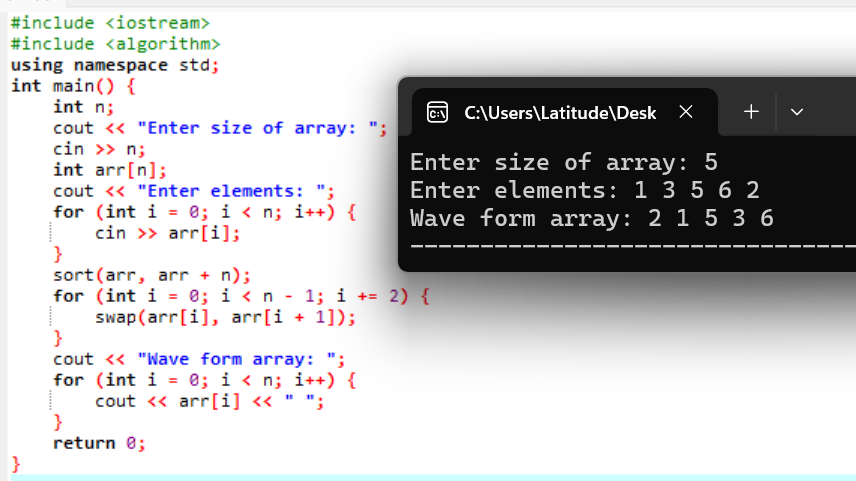 #include <iostream>
#include <algorithm>
using namespace std;
int main() {
    int n;
    cout << "Enter size of array: ";
    cin >> n;
    int arr[n];
    cout << "Enter elements: ";
    for (int i = 0; i < n; i++) {
        cin >> arr[i];
    }
    sort(arr, arr + n);
    for (int i = 0; i < n - 1; i += 2) {
        swap(arr[i], arr[i + 1]);
    }
    cout << "Wave form array: ";
    for (int i = 0; i < n; i++) {
        cout << arr[i] << " ";
    }
    return 0;
}
C:\Users\Latitude\Desk
Enter size of array: 5
Enter elements: 1 3 5 6 2
Wave form array: 2 1 5 3 6
--------------------------------